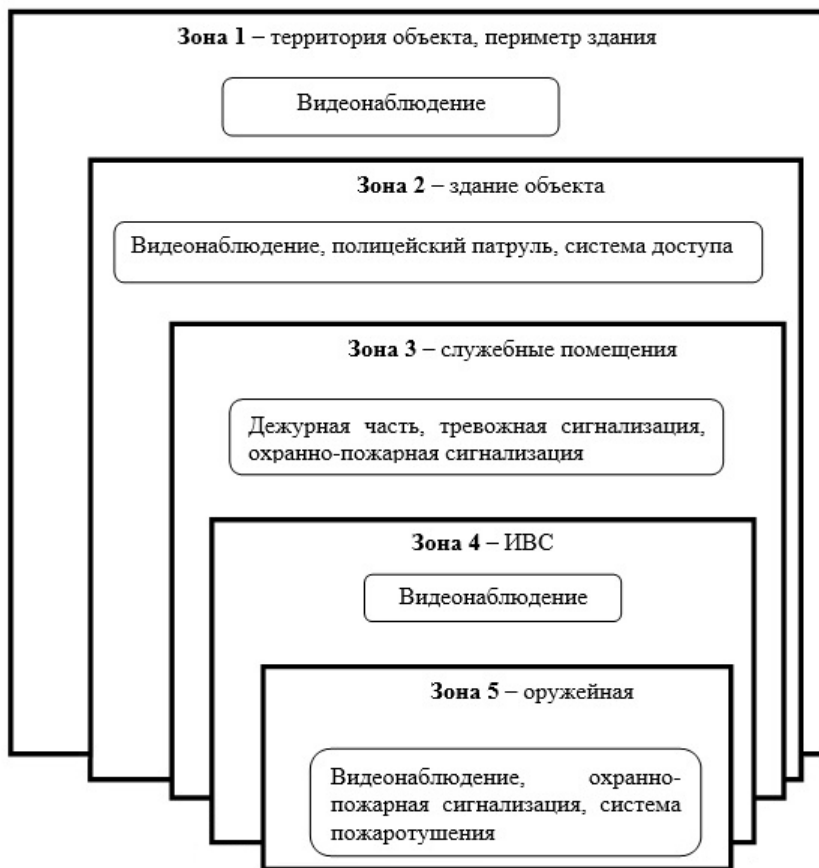 Зона 1 – территория объекта, периметр здания
Видеонаблюдение
Зона 2 – здание объекта
Видеонаблюдение, полицейский патруль, система доступа
Зона 3 – служебные помещения
Дежурная часть, тревожная сигнализация,
охранно-пожарная сигнализация
Зона 4 – ИВС
Видеонаблюдение
Зона 5 – оружейная
Видеонаблюдение, охранно-
пожарная сигнализация, система
пожаротушения